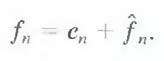 fₙ = cₙ + f̂ₙ.